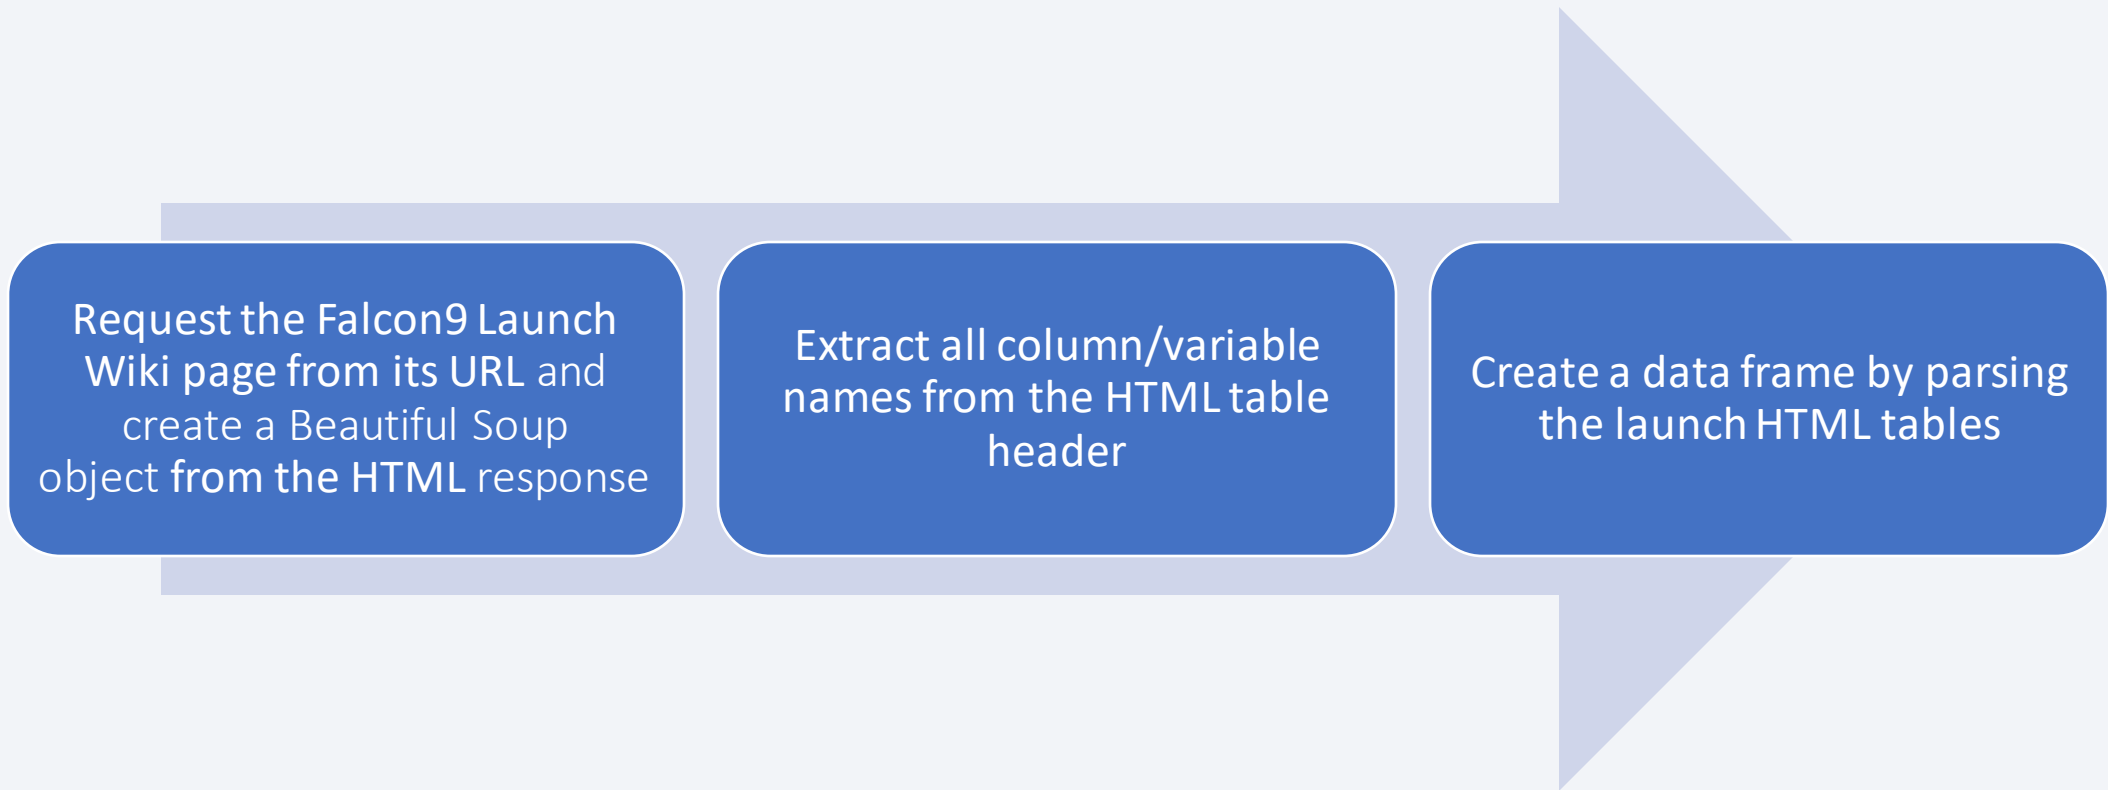 Request the Falcon9 Launch
Wiki page from its URL and
create a Beautiful Soup
object from the HTML response
Extract all column/variable
names from the HTML table
header
Create a data frame by parsing
the launch HTML tables